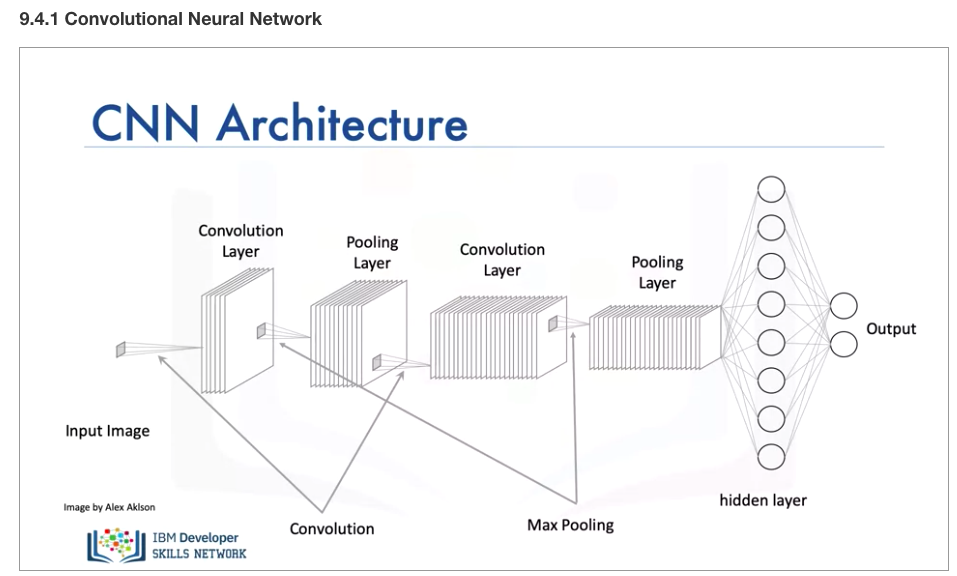 9.4.1 Convolutional Neural Network
CNN Architecture
Convolution
Layer
Pooling
Layer
Convolution
Layer
Pooling
Layer
Output
Input Image
hidden layer
Image by Alex Aklson
Convolution
Max Pooling
IBM Developer
SKILLS NETWORK